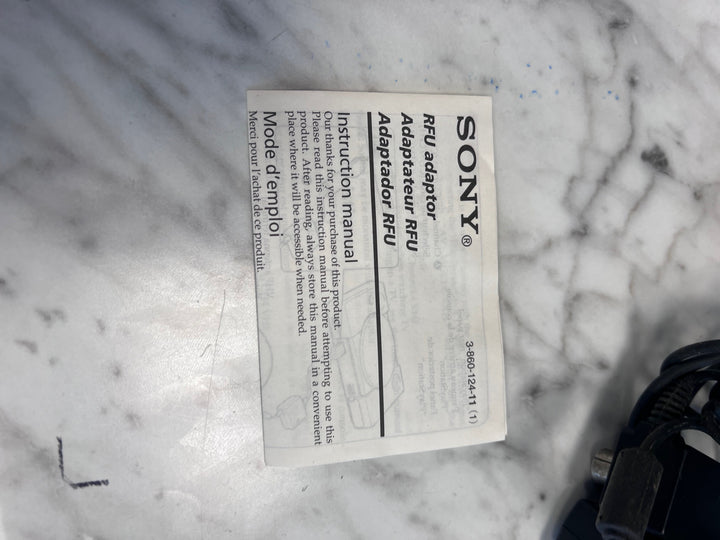 SONY®
3-860-124-11 (1)
RFU adaptor
Adaptateur RFU
Adaptador RFU
Instruction manual
Our thanks for your purchase of this product.
Please read this instruction manual before attempting to use this
product. After reading, always store this manual in a convenient
place where it will be accessible when needed.
Mode d'emploi
Merci pour l'achat de ce produit.